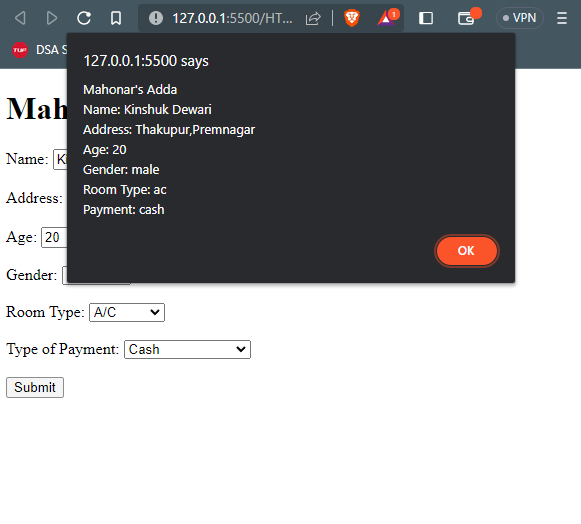 127.0.0.1:5500/HT...
1
VPN
TUF
DSA S
127.0.0.1:5500 says
Mahonar's Adda
Name: Kinshuk Dewari
Address: Thakupur,Premnagar
Age: 20
Gender: male
Room Type: ac
Payment: cash
OK
Mah
Name: Ki
Address:
Age: 20
Gender:
Room Type: A/C
Type of Payment: Cash
Submit